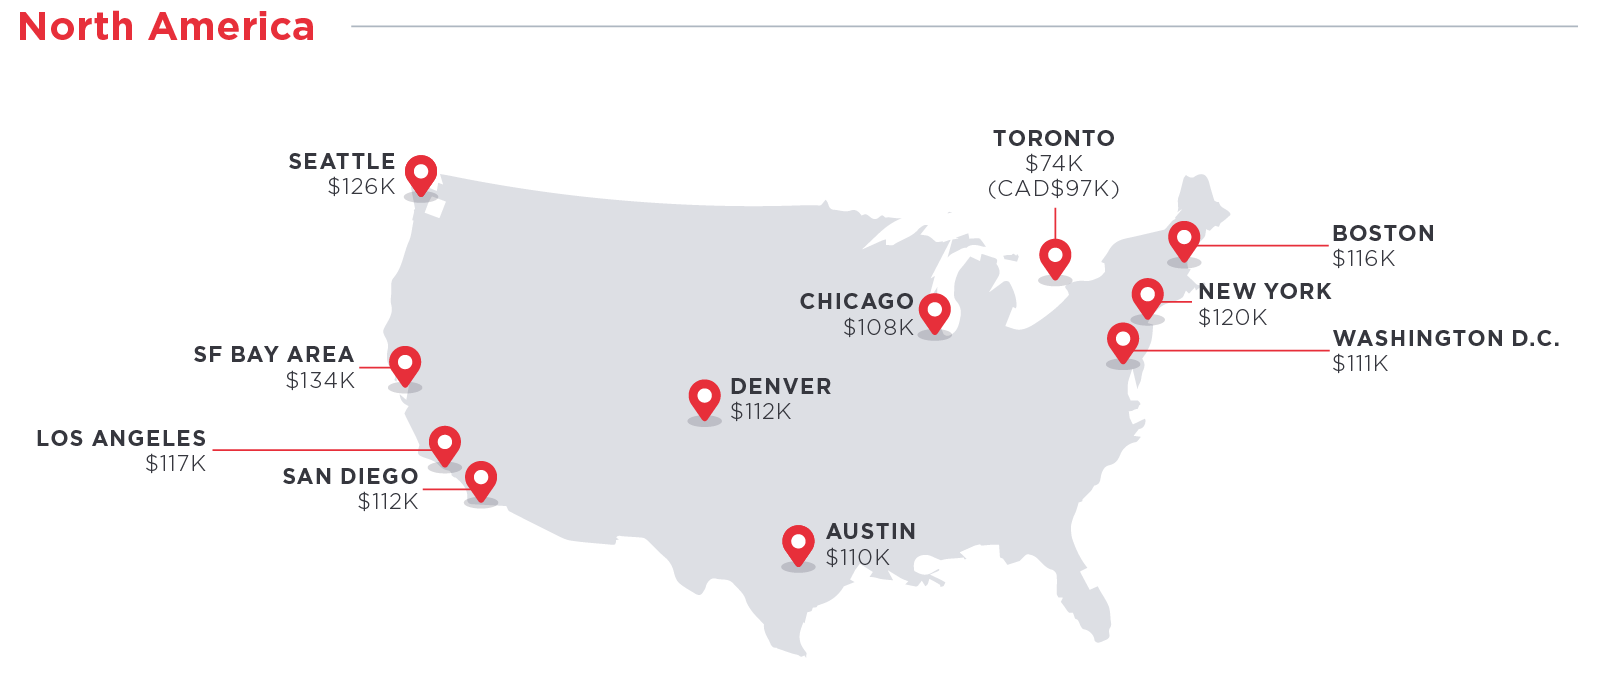 North America
TORONTO
$74K
(CAD$97K)
SEATTLE
$126K
BOSTON
$116K
NEW YORK
$120K
CHICAGO
$108K
WASHINGTON D.C.
$111K
SF BAY AREA
$134K
DENVER
$112K
LOS ANGELES
$117K
SAN DIEGO
$112K
AUSTIN
$110K